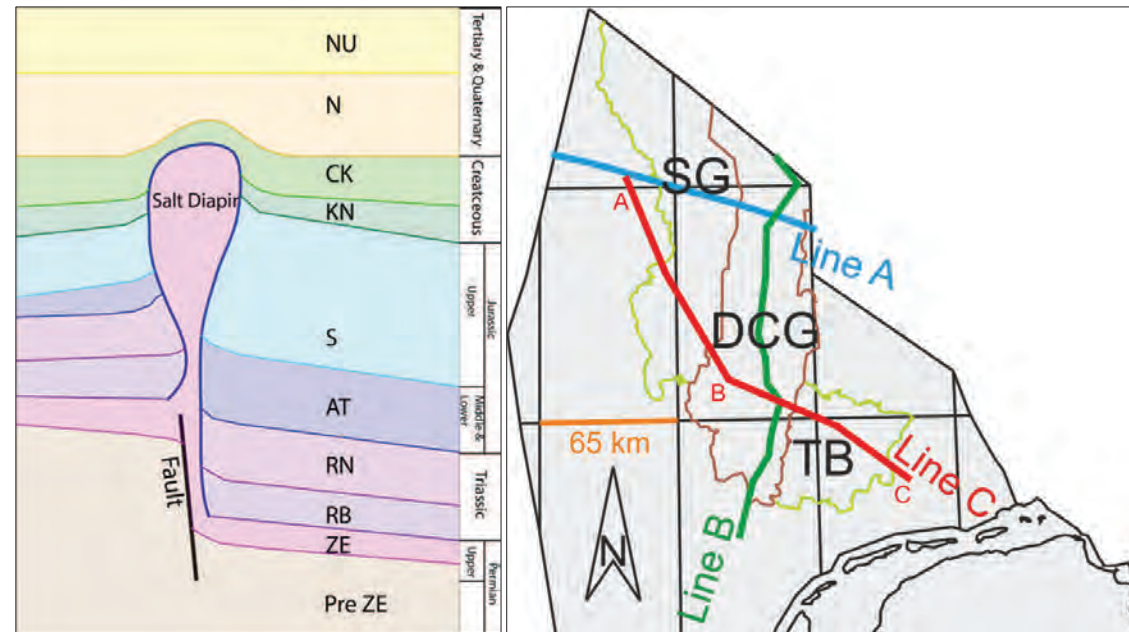 NU
N
CK
KN
Salt Diapir
S
AT
RN
RB
ZE
Pre ZE
Fault
Tertiary & Quaternary
Creatceous
Upper
Jurassic
Middle &
Lower
Triassic
Upper
Permian
SG
A
Line A
DCG
B
65 km
TB
Line C
C
Line B
N